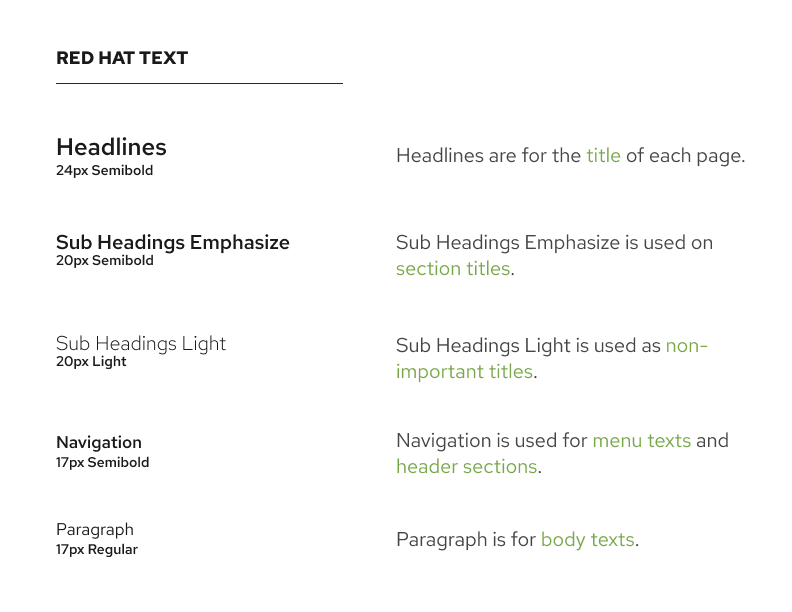 RED HAT TEXT
Headlines
24px Semibold
Headlines are for the title of each page.
Sub Headings Emphasize
20px Semibold
Sub Headings Emphasize is used on
section titles.
Sub Headings Light
20px Light
Sub Headings Light is used as non-
important titles.
Navigation
17px Semibold
Navigation is used for menu texts and
header sections.
Paragraph
17px Regular
Paragraph is for body texts.